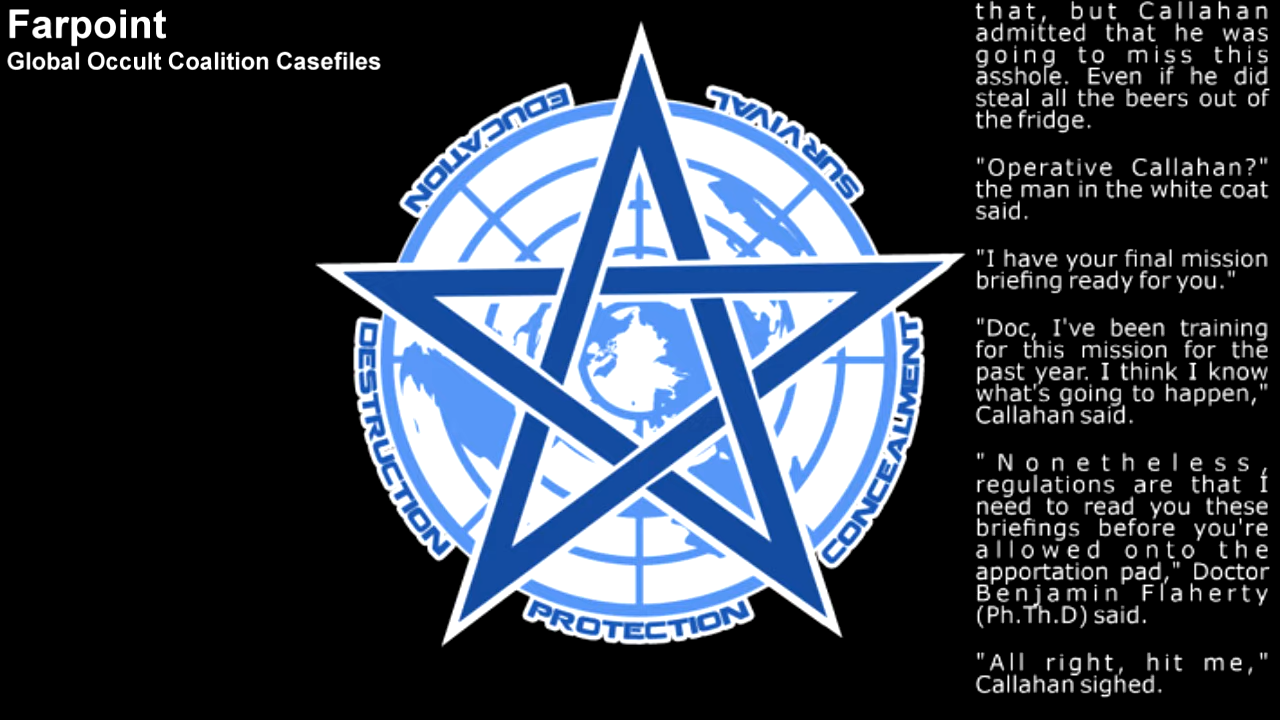 Farpoint
Global Occult Coalition Casefiles
EDUCATION
SURVIVAL
DESTRUCTION
CONCEALMENT
PROTECTION
that, but Callahan
admitted that he was
going to miss this
asshole. Even if he did
steal all the beers out of
the fridge.
"Operative Callahan?"
the man in the white coat
said.
"I have your final mission
briefing ready for you."
"Doc, I've been training
for this mission for the
past year. I think I know
what's going to happen,"
Callahan said.
"Nonetheless,
regulations are that I
need to read you these
briefings before you're
allowed onto the
apportation pad," Doctor
Benjamin Flaherty
(Ph.Th.D) said.
"All right, hit me,"
Callahan sighed.